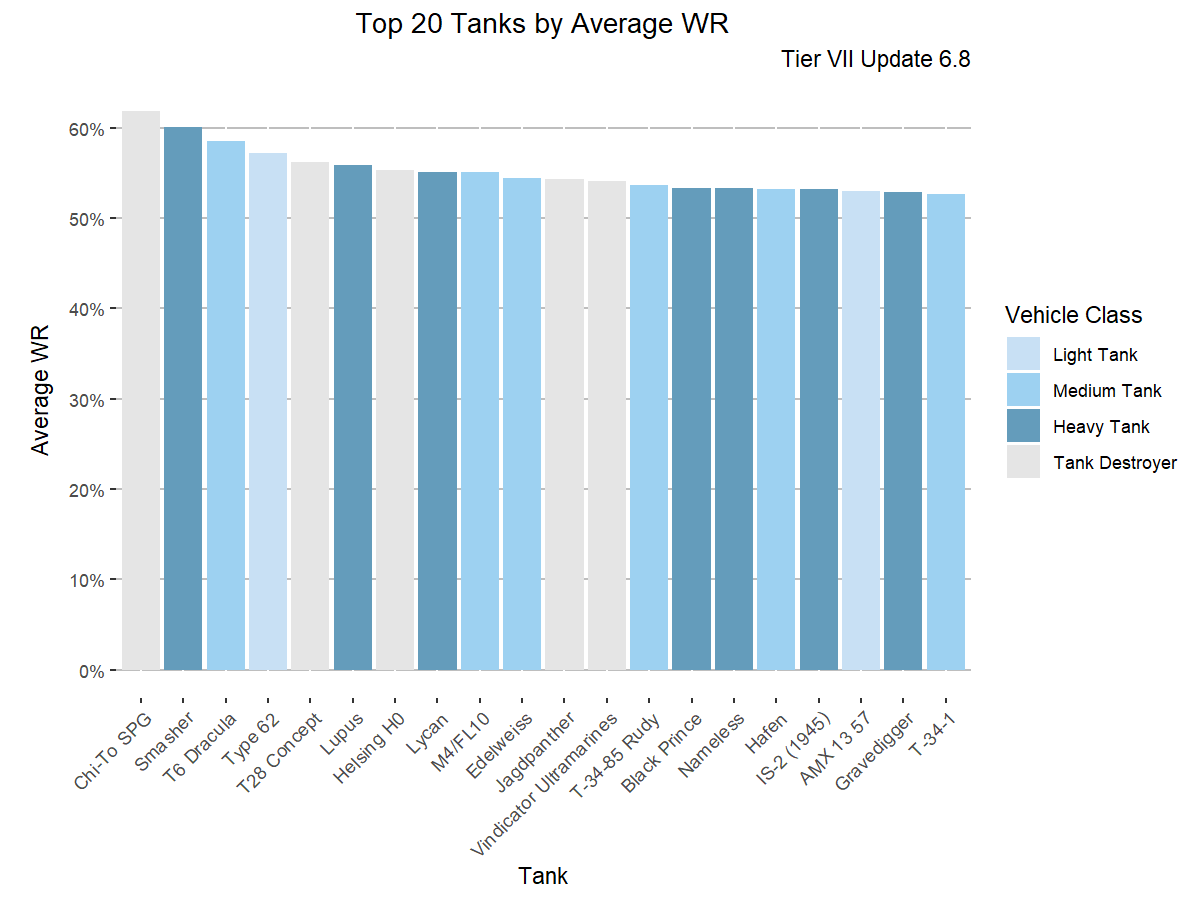 Top 20 Tanks by Average WR
Tier VII Update 6.8
60%
50%
40%
30%
20%
10%
0%
Average WR
Chi-To SPG
Smasher
T6 Dracula
Type 62
T28 Concept
Lupus
Helsing H0
Lycan
M4/FL10
Edelweiss
Jagdpanther
Vindicator Ultramarines
T-34-85 Rudy
Black Prince
Nameless
Hafen
IS-2 (1945)
AMX 13 57
Gravedigger
T-34-1
Tank
Vehicle Class
Light Tank
Medium Tank
Heavy Tank
Tank Destroyer